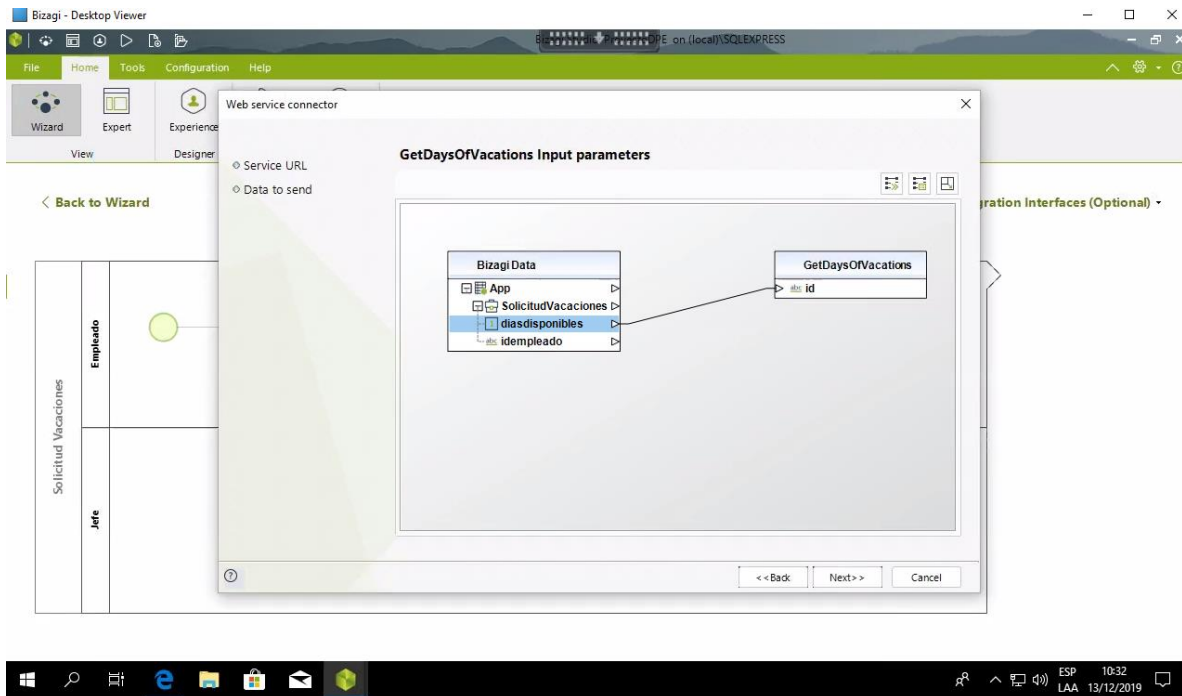 Bizagi - Desktop Viewer
OPE on (local)\SQLEXPRESS
File Home Tools Configuration Help
Wizard Expert Experience
View Designer
Web service connector
Service URL
Data to send
GetDaysOfVacations Input parameters
Back to Wizard
gration Interfaces (Optional)
Bizagi Data
App
SolicitudVacaciones
diasdisponibles
idempleado
GetDaysOfVacations
abc id
Solicitud Vacaciones
Empleado
Jefe
<<Back Next>> Cancel
ESP 10:32
LAA 13/12/2019